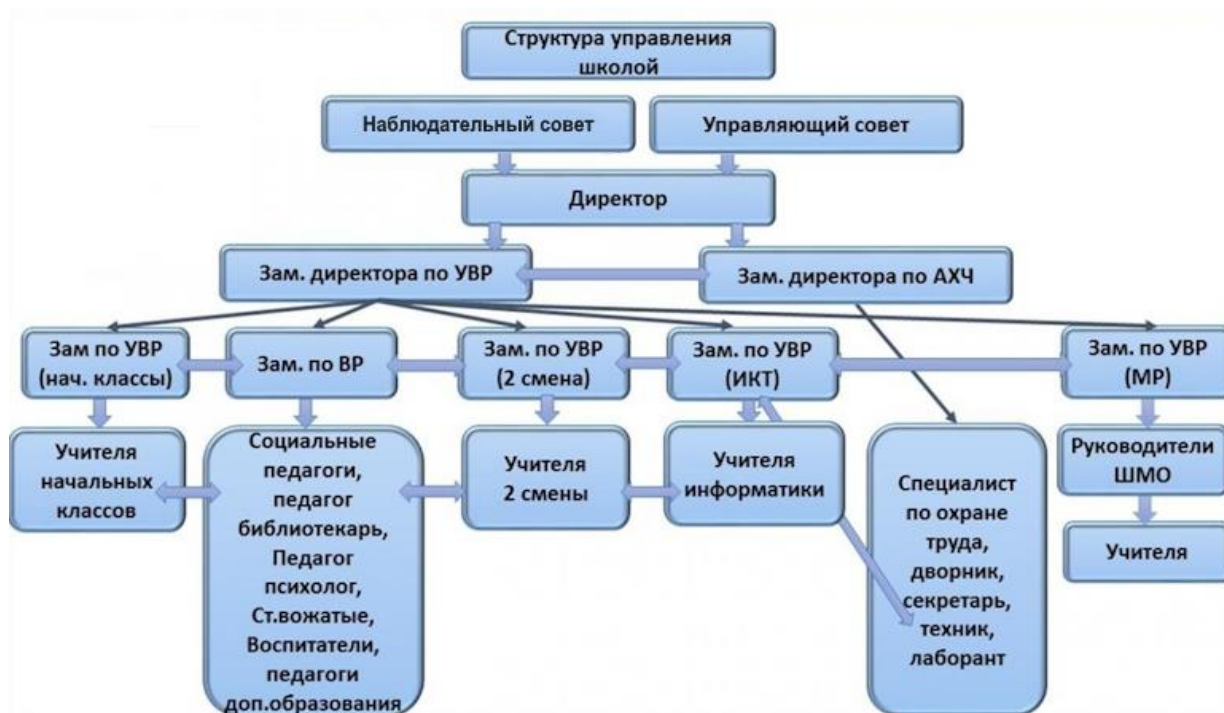 Структура управления
школой
Наблюдательный совет
Управляющий совет
Директор
Зам. директора по УВР
Зам. директора по АХЧ
Зам по УВР
(нач. классы)
Зам. по ВР
Зам. по УВР
(2 смена)
Зам. по УВР
(ИКТ)
Зам. по УВР
(МР)
Учителя
начальных
классов
Социальные
педагоги,
педагог
библиотекарь,
Педагог
психолог,
Ст.вожатые,
Воспитатели,
педагоги
доп.образования
Учителя
2 смены
Учителя
информатики
Специалист
по охране
труда,
дворник,
секретарь,
техник,
лаборант
Руководители
ШМО
Учителя